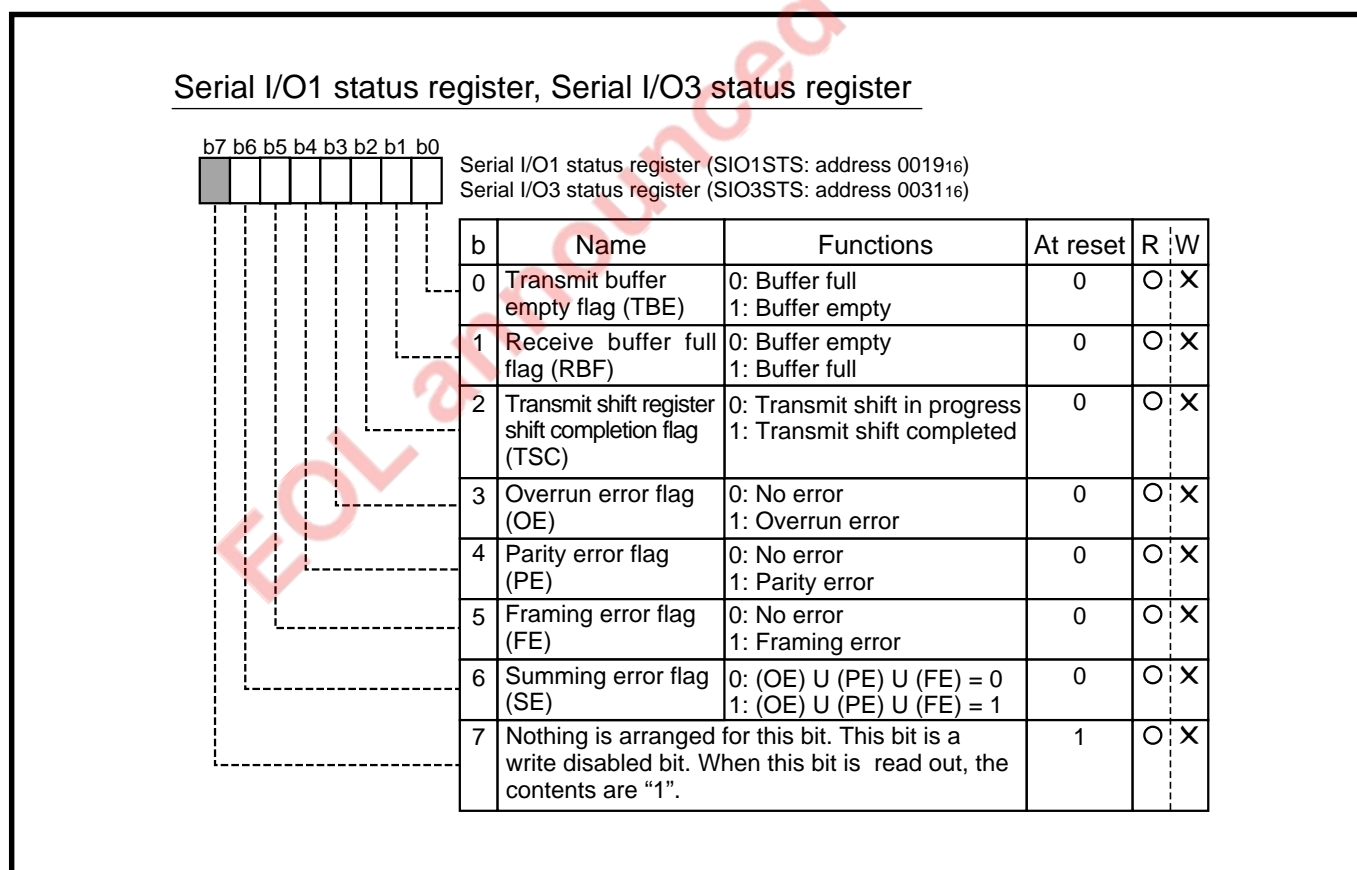 Serial I/O1 status register, Serial I/O3 status register
b7 b6 b5 b4 b3 b2 b1 b0
Serial I/O1 status register (SIO1STS: address 001916)
Serial I/O3 status register (SIO3STS: address 003116)
b Name Functions At reset R W
0 Transmit buffer 0: Buffer full 0 O X
empty flag (TBE) 1: Buffer empty
1 Receive buffer full 0: Buffer empty 0 O X
flag (RBF) 1: Buffer full
2 Transmit shift register 0: Transmit shift in progress 0 O X
shift completion flag 1: Transmit shift completed
(TSC)
3 Overrun error flag 0: No error 0 O X
(OE) 1: Overrun error
4 Parity error flag 0: No error 0 O X
(PE) 1: Parity error
5 Framing error flag 0: No error 0 O X
(FE) 1: Framing error
6 Summing error flag 0: (OE) U (PE) U (FE) = 0 0 O X
(SE) 1: (OE) U (PE) U (FE) = 1
7 Nothing is arranged for this bit. This bit is a 1 O X
write disabled bit. When this bit is read out, the
contents are “1”.
EOL announced